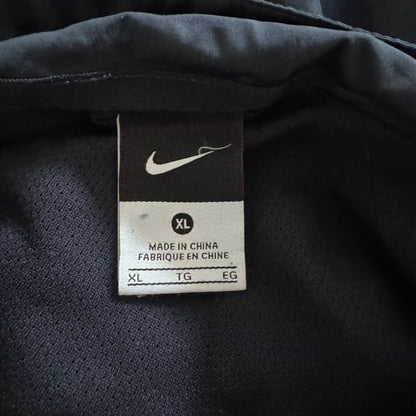 XL
MADE IN CHINA
FABRIQUE EN CHINE
XL TG EG